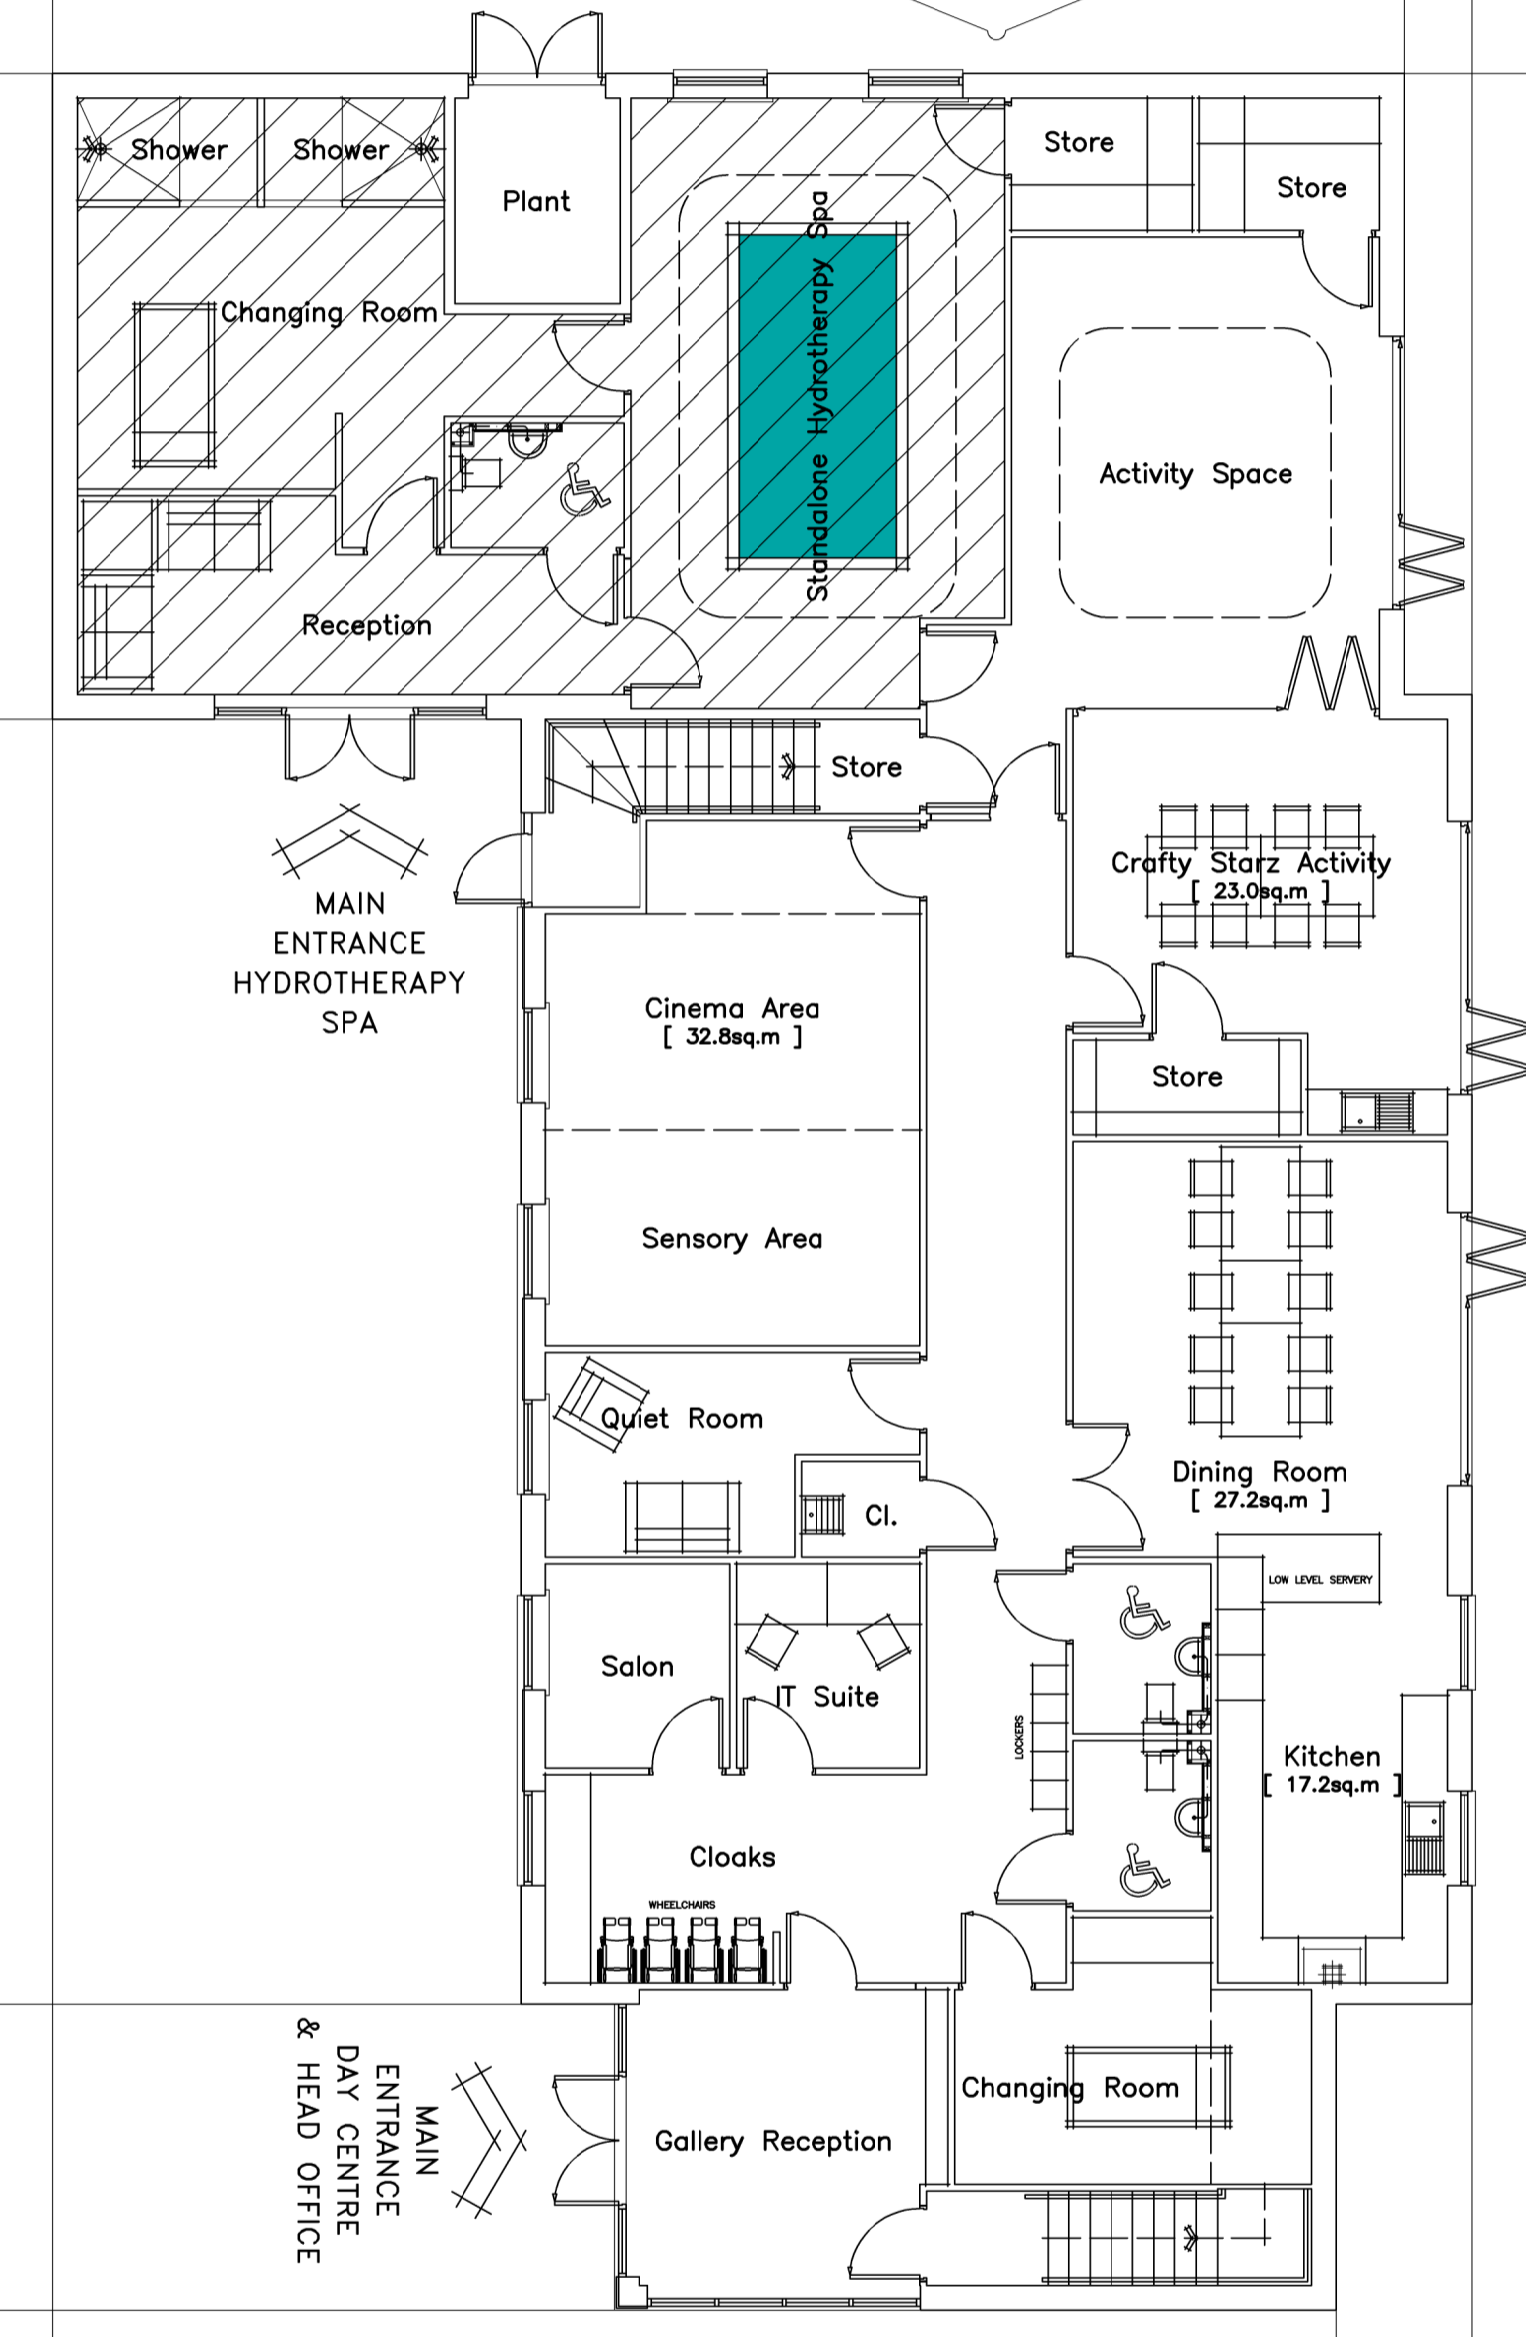 Shower
Shower
Plant
Store
Store
Changing Room
Standalone Hydrotherapy Spa
Activity Space
Reception
Store
MAIN
ENTRANCE
HYDROTHERAPY
SPA
Crafty Starz Activity
[ 23.0sq.m ]
Cinema Area
[ 32.8sq.m ]
Store
Sensory Area
Quiet Room
Dining Room
[ 27.2sq.m ]
Cl.
LOW LEVEL SERVERY
Salon
IT Suite
LOCKERS
Kitchen
[ 17.2sq.m ]
Cloaks
WHEELCHAIRS
MAIN
ENTRANCE
DAY CENTRE
& HEAD OFFICE
Changing Room
Gallery Reception